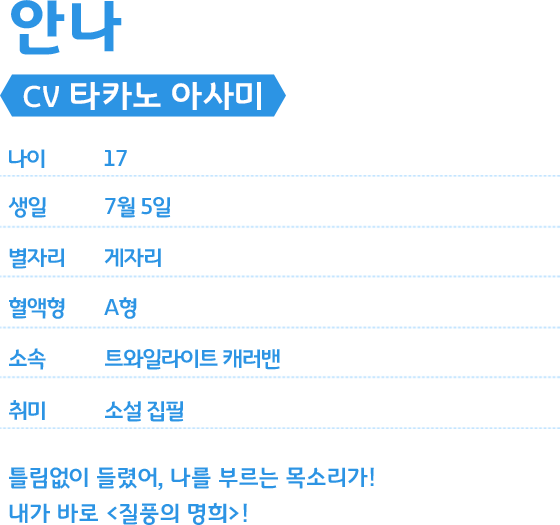 안나
CV 타카노 아사미
나이 17
생일 7월 5일
별자리 게자리
혈액형 A형
소속 트와일라이트 캐러밴
취미 소설 집필
틀림없이 들렸어, 나를 부르는 목소리가!
내가 바로 <질풍의 명희>!